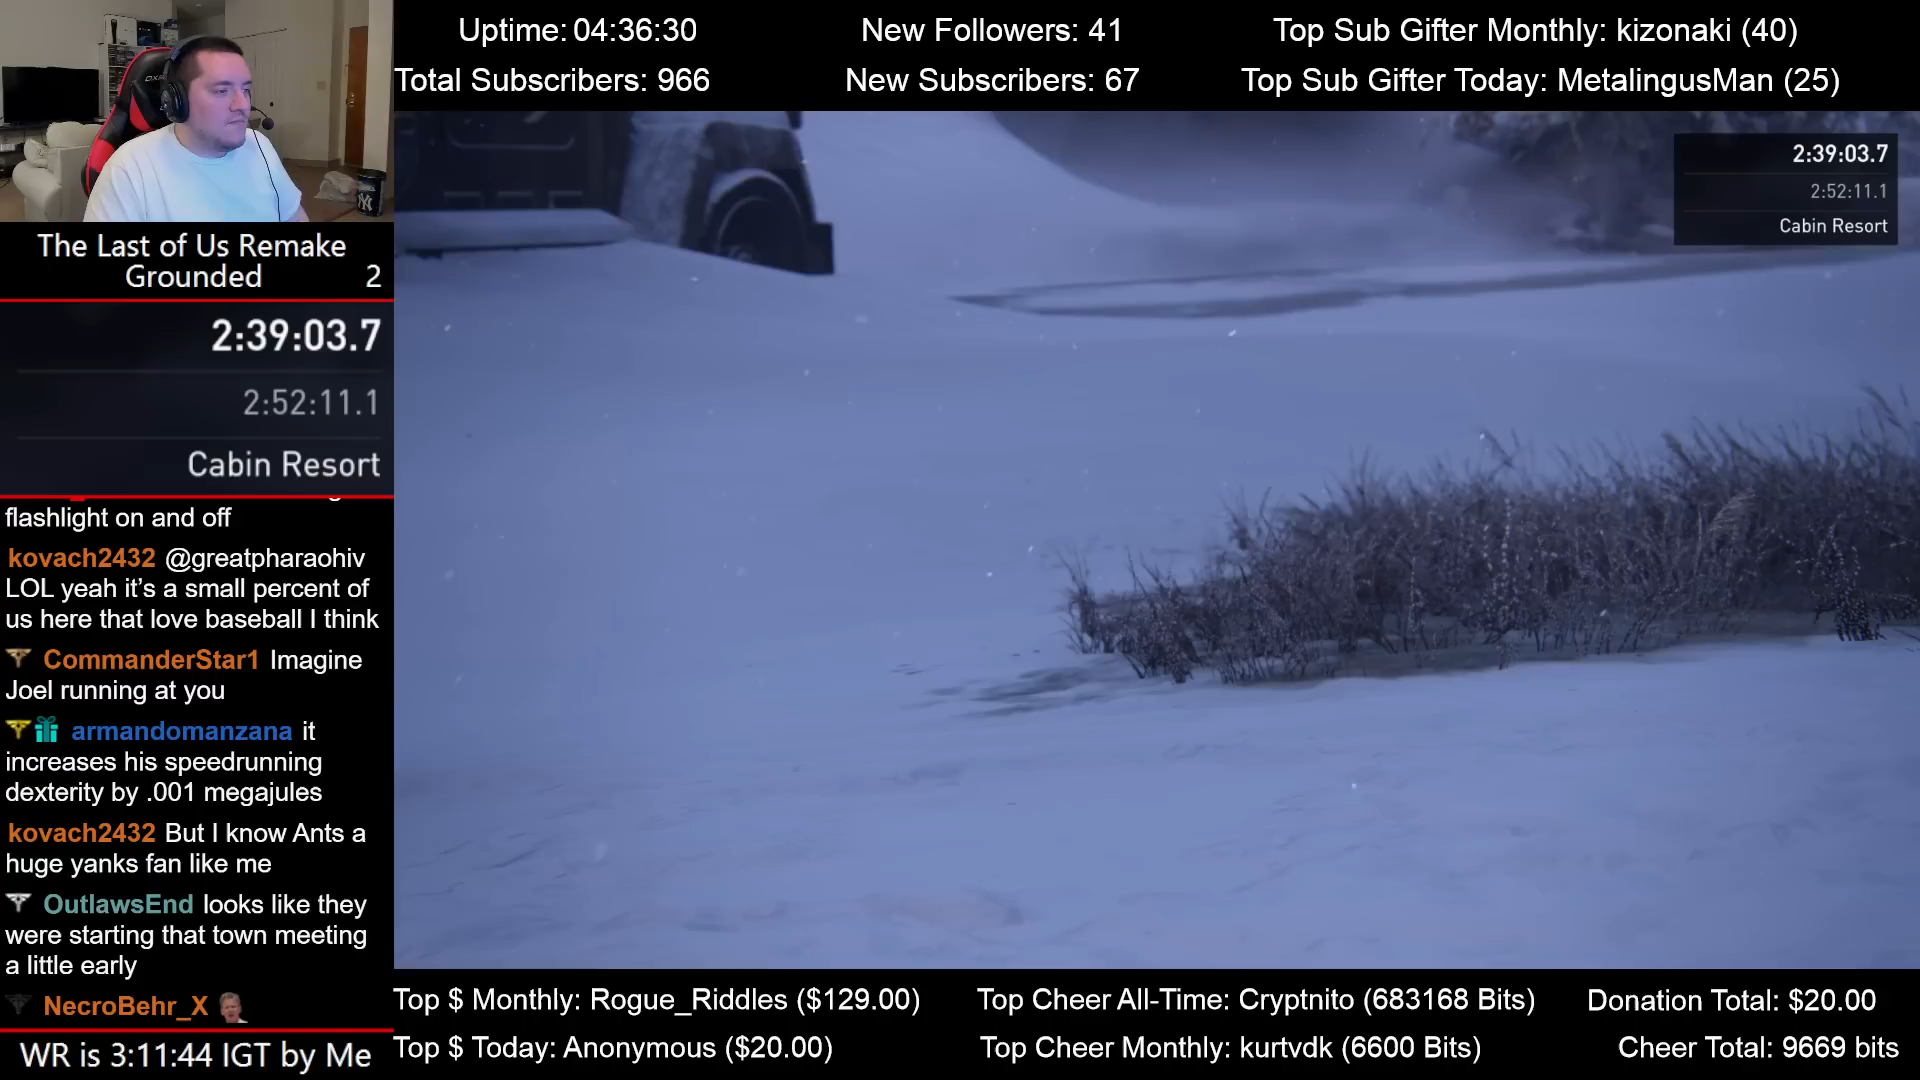 Uptime: 04:36:30
New Followers: 41
Top Sub Gifter Monthly: kizonaki (40)
Total Subscribers: 966
New Subscribers: 67
Top Sub Gifter Today: MetalingusMan (25)
2:39:03.7
2:52:11.1
Cabin Resort
The Last of Us Remake
Grounded 2
2:39:03.7
2:52:11.1
Cabin Resort
flashlight on and off
kovach2432 @greatpharaohiv
LOL yeah it's a small percent of
us here that love baseball I think
CommanderStar1 Imagine
Joel running at you
armandomanzana it
increases his speedrunning
dexterity by .001 megajules
kovach2432 But I know Ants a
huge yanks fan like me
OutlawsEnd looks like they
were starting that town meeting
a little early
NecroBehr_X
WR is 3:11:44 IGT by Me
Top $ Monthly: Rogue_Riddles ($129.00)
Top Cheer All-Time: Cryptnito (683168 Bits)
Donation Total: $20.00
Top $ Today: Anonymous ($20.00)
Top Cheer Monthly: kurtvdk (6600 Bits)
Cheer Total: 9669 bits